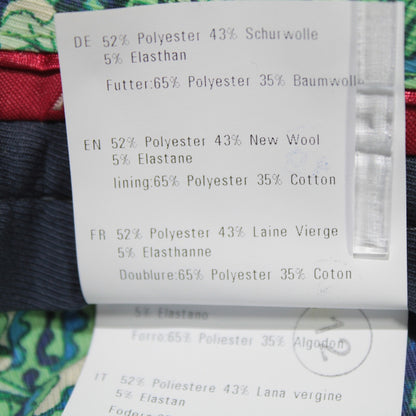 DE 52% Polyester 43% Schurwolle
5% Elasthan
Futter:65% Polyester 35% Baumwolle
EN 52% Polyester 43% New Wool
5% Elastane
lining:65% Polyester 35% Cotton
FR 52% Polyester 43% Laine Vierge
5% Elasthanne
Doublure:65% Polyester 35% Coton
5% Elastano
Forro:65% Poliester 35% Algodon
12
IT 52% Poliestere 43% Lana vergine
5% Elastan